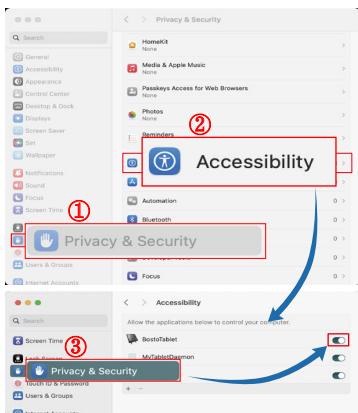 Privacy & Security
Search
General
Accessibility
Appearance
Control Center
Desktop & Dock
Displays
Screen Saver
Siri
Wallpaper
Notifications
Sound
Focus
Screen Time
①
Privacy & Security
Users & Groups
Internet Accounts
HomeKit
None
Media & Apple Music
None
Passkeys Access for Web Browsers
None
Photos
None
Reminders
②
Accessibility
Automation
0
Bluetooth
0
Focus
0
Accessibility
Search
Allow the applications below to control your computer.
Screen Time
③
Privacy & Security
Touch ID & Password
Users & Groups
BostoTablet
MyTabletDaemon
+ −